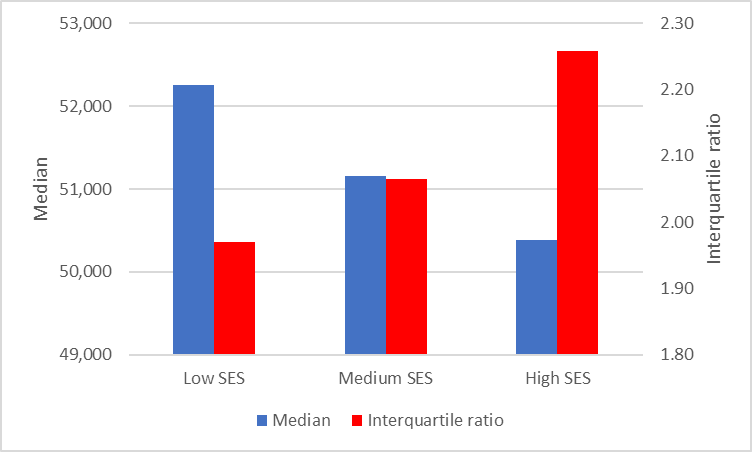 53,000
52,000
51,000
50,000
49,000
Median
2.30
2.20
2.10
2.00
1.90
1.80
Interquartile ratio
Low SES
Medium SES
High SES
Median
Interquartile ratio